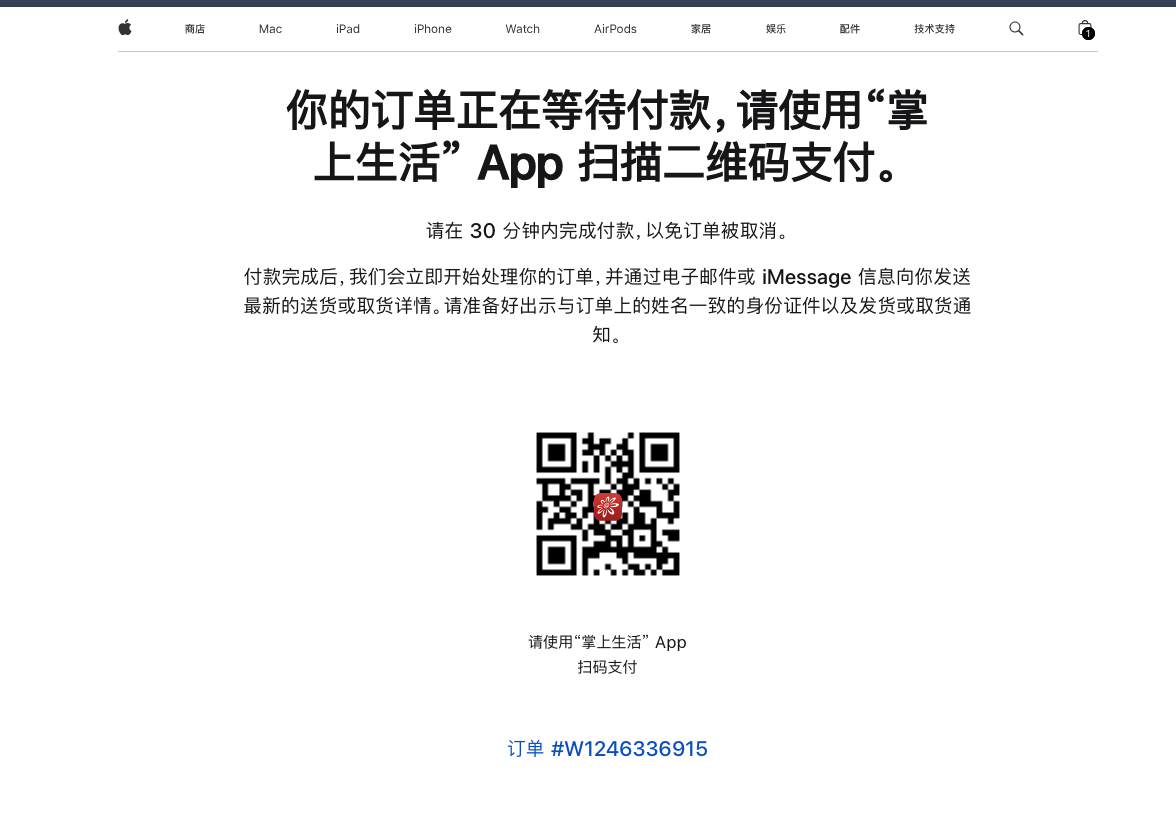 商店 Mac iPad iPhone Watch AirPods 家居 娱乐 配件 技术支持
1
你的订单正在等待付款，请使用“掌
上生活” App 扫描二维码支付。
请在 30 分钟内完成付款，以免订单被取消。
付款完成后，我们会立即开始处理你的订单，并通过电子邮件或 iMessage 信息向你发送
最新的送货或取货详情。请准备好出示与订单上的姓名一致的身份证件以及发货或取货通
知。
请使用“掌上生活” App
扫码支付
订单 #W1246336915